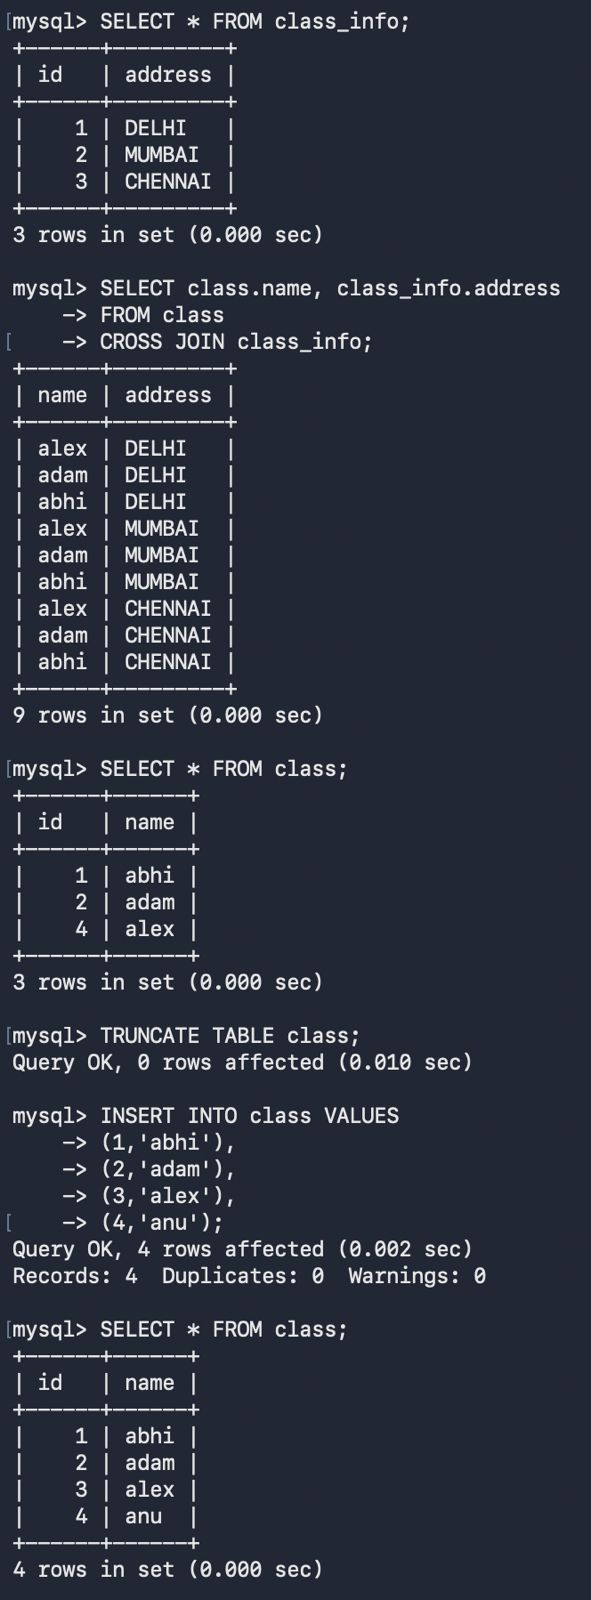 [mysql> SELECT * FROM class_info;
+------+---------+
| id   | address |
+------+---------+
|    1 | DELHI   |
|    2 | MUMBAI  |
|    3 | CHENNAI |
+------+---------+
3 rows in set (0.000 sec)

mysql> SELECT class.name, class_info.address
    -> FROM class
[    -> CROSS JOIN class_info;
+------+---------+
| name | address |
+------+---------+
| alex | DELHI   |
| adam | DELHI   |
| abhi | DELHI   |
| alex | MUMBAI  |
| adam | MUMBAI  |
| abhi | MUMBAI  |
| alex | CHENNAI |
| adam | CHENNAI |
| abhi | CHENNAI |
+------+---------+
9 rows in set (0.000 sec)

[mysql> SELECT * FROM class;
+------+------+
| id   | name |
+------+------+
|    1 | abhi |
|    2 | adam |
|    4 | alex |
+------+------+
3 rows in set (0.000 sec)

[mysql> TRUNCATE TABLE class;
Query OK, 0 rows affected (0.010 sec)

mysql> INSERT INTO class VALUES
    -> (1,'abhi'),
    -> (2,'adam'),
    -> (3,'alex'),
[    -> (4,'anu');
Query OK, 4 rows affected (0.002 sec)
Records: 4  Duplicates: 0  Warnings: 0

[mysql> SELECT * FROM class;
+------+------+
| id   | name |
+------+------+
|    1 | abhi |
|    2 | adam |
|    3 | alex |
|    4 | anu  |
+------+------+
4 rows in set (0.000 sec)